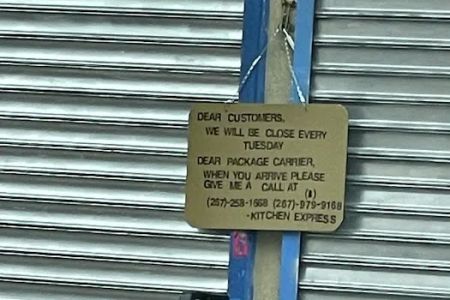 DEAR CUSTOMERS,
WE WILL BE CLOSE EVERY
TUESDAY
DEAR PACKAGE CARRIER,
WHEN YOU ARRIVE PLEASE
GIVE ME A CALL AT
(267)-258-1668 (267)-979-9168
-KITCHEN EXPRESS